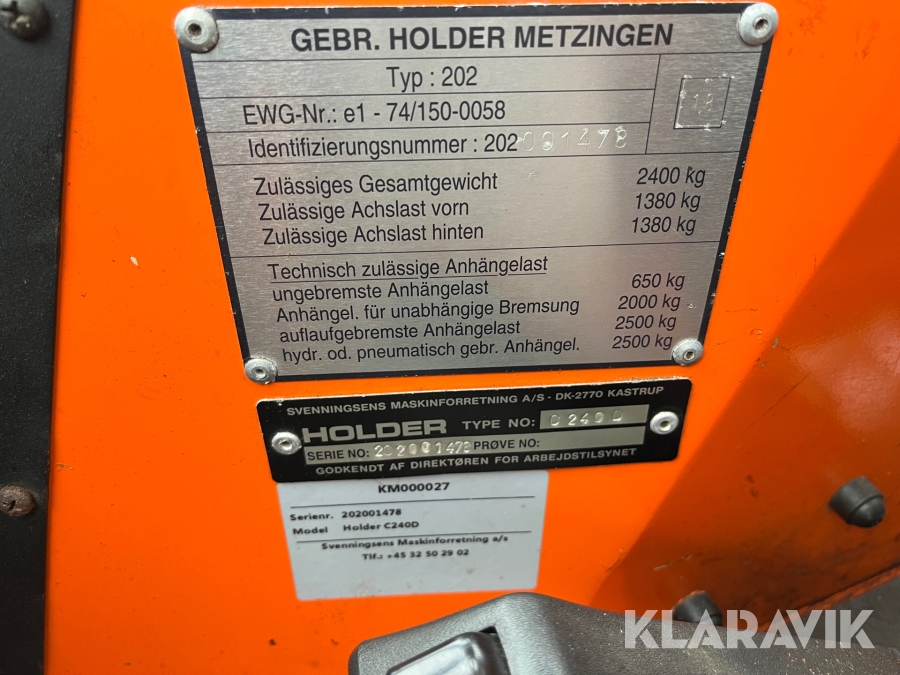 GEBR. HOLDER METZINGEN
Typ : 202
EWG-Nr.: e1 - 74/150-0058
Identifizierungsnummer : 202 001478
Zulässiges Gesamtgewicht 2400 kg
Zulässige Achslast vorn 1380 kg
Zulässige Achslast hinten 1380 kg
Technisch zulässige Anhängelast
ungebremste Anhängelast 650 kg
Anhängel. für unabhängige Bremsung 2000 kg
auflaufgebremste Anhängelast 2500 kg
hydr. od. pneumatisch gebr. Anhängel. 2500 kg
SVENNINGSENS MASKINFORRETNING A/S - DK-2770 KASTRUP
HOLDER TYPE NO: C 240 D
SERIE NO: 202001478 PRØVE NO:
GODKENDT AF DIREKTØREN FOR ARBEJDSTILSYNET
KM000027
Serienr. 202001478
Model Holder C240D
Svenningsens Maskinforretning a/s
Tlf.: +45 32 50 29 02
KLARAVIK